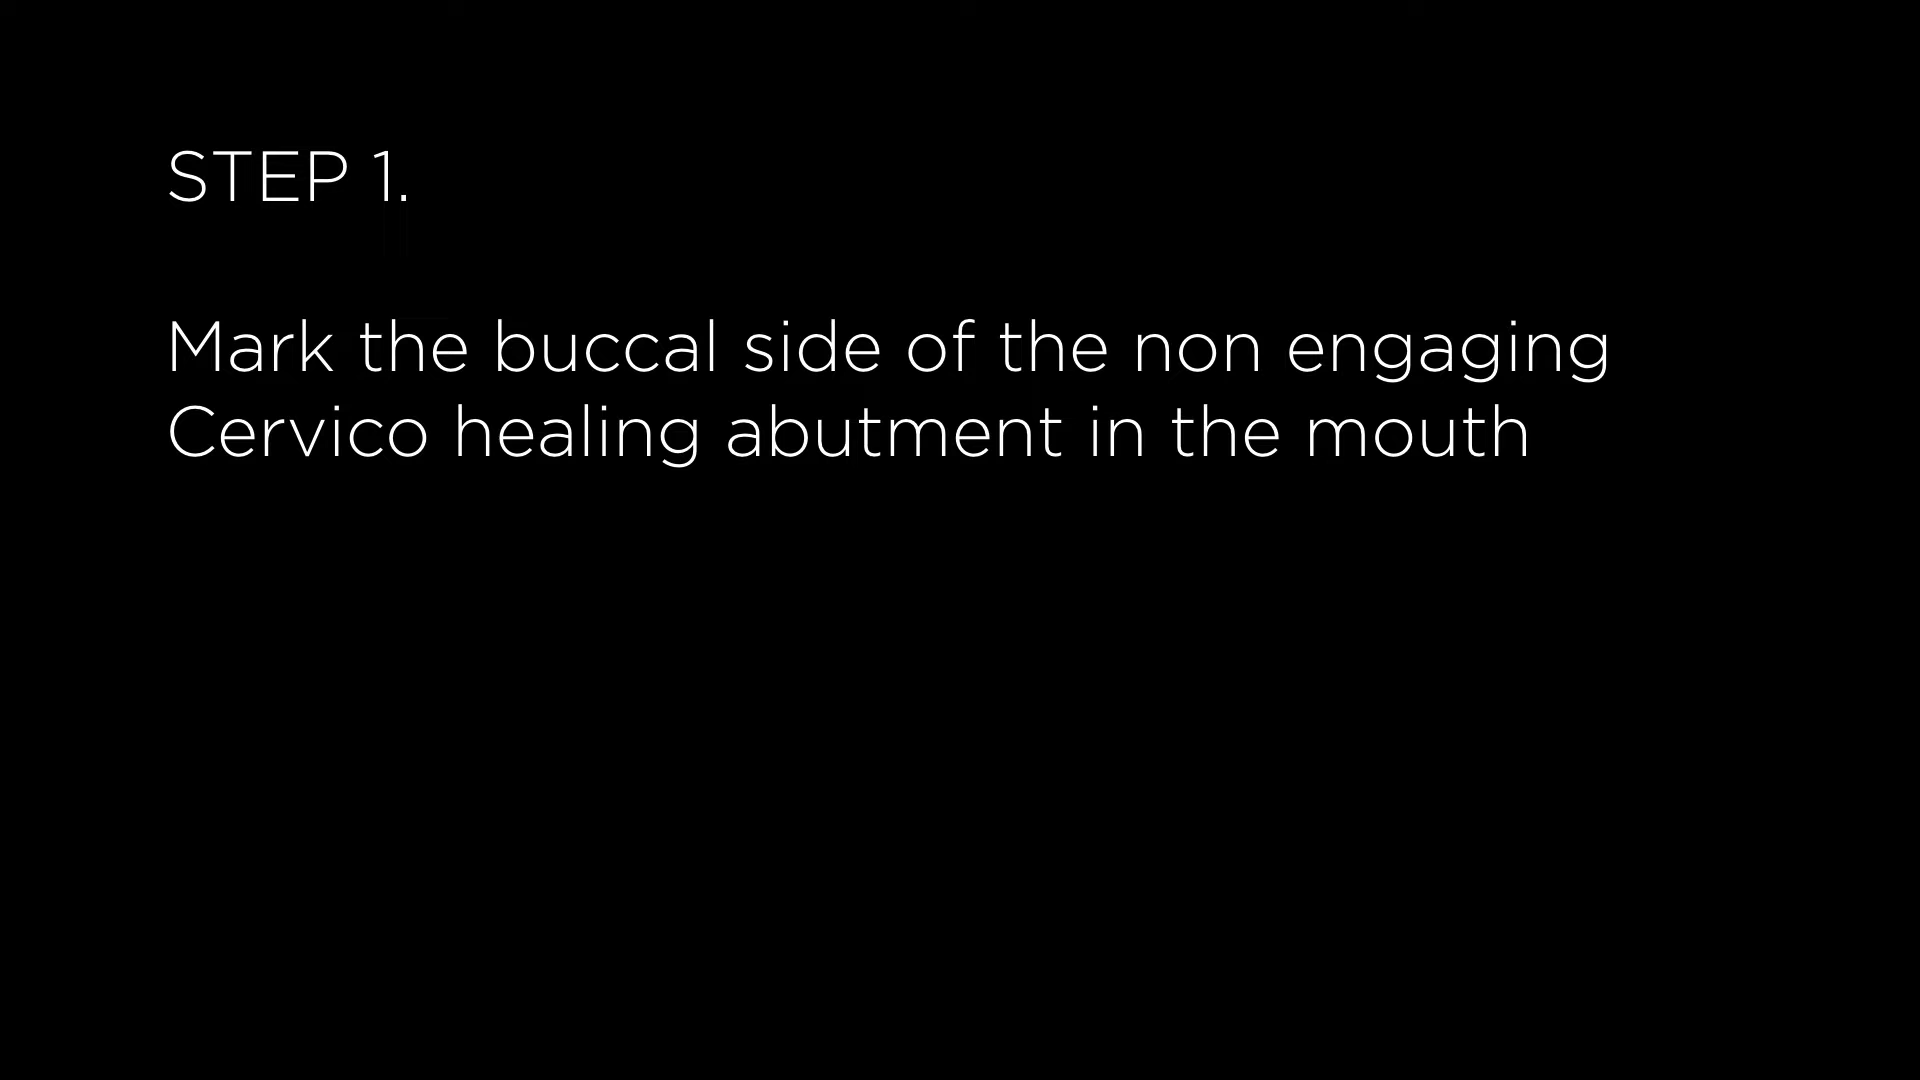 STEP 1.
Mark the buccal side of the non engaging
Cervico healing abutment in the mouth